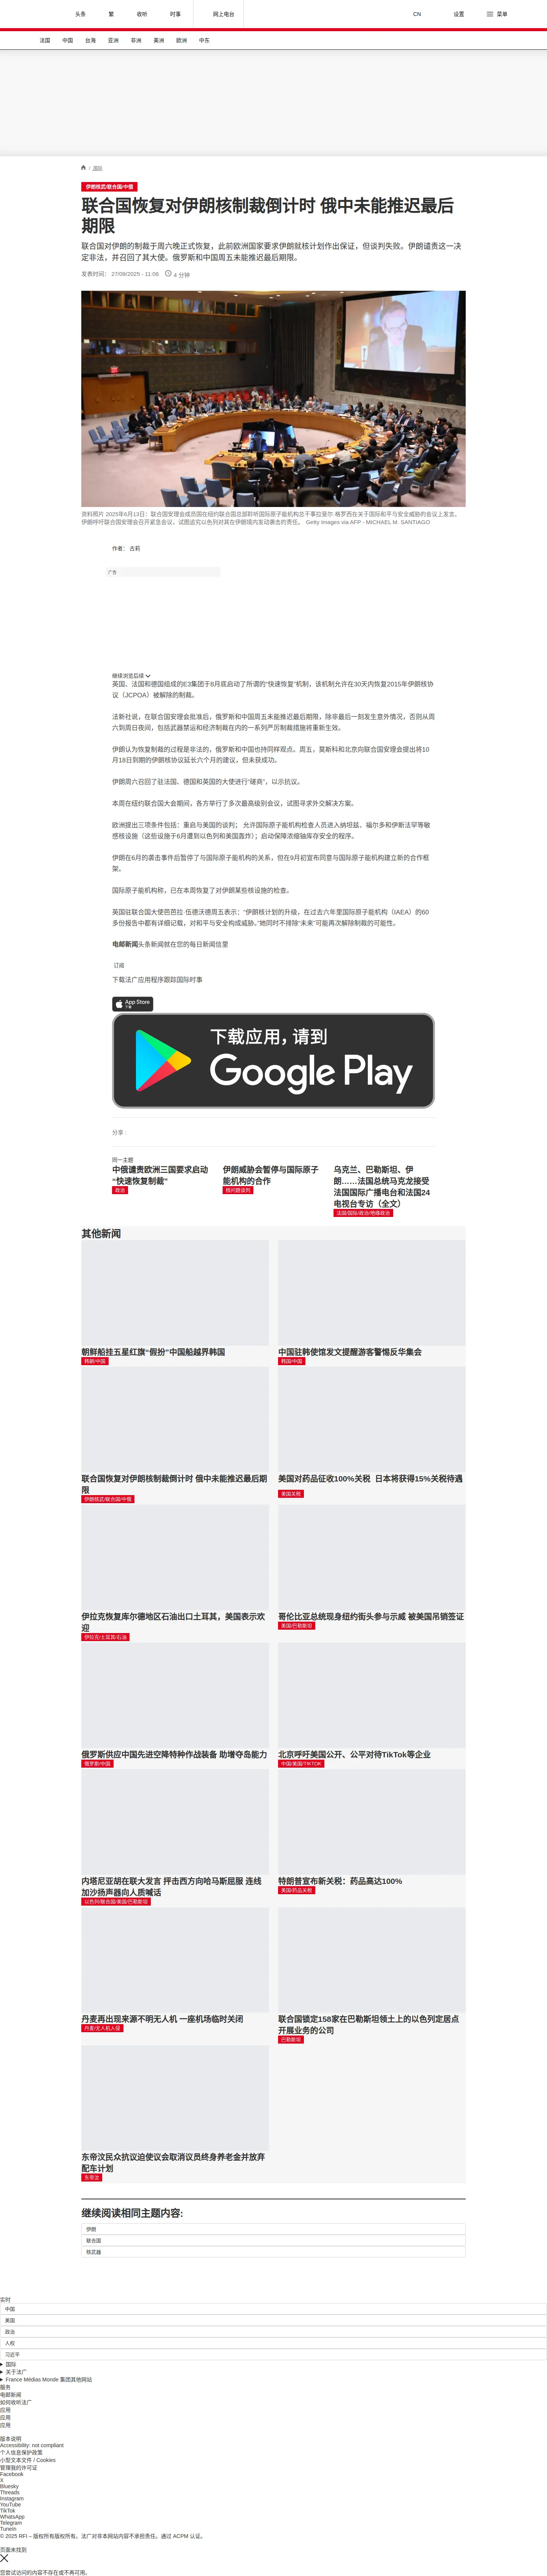 头条
繁
收听
时事
网上电台
CN
设置
菜单
法国
中国
台海
亚洲
非洲
美洲
欧洲
中东
/ 国际
伊朗核武/联合国/中俄
联合国恢复对伊朗核制裁倒计时 俄中未能推迟最后
期限
联合国对伊朗的制裁于周六晚正式恢复，此前欧洲国家要求伊朗就核计划作出保证，但谈判失败。伊朗谴责这一决
定非法，并召回了其大使。俄罗斯和中国周五未能推迟最后期限。
发表时间： 27/09/2025 - 11:06
4 分钟
资料照片 2025年6月13日：联合国安理会成员国在纽约联合国总部聆听国际原子能机构总干事拉斐尔·格罗西在关于国际和平与安全威胁的会议上发言。
伊朗呼吁联合国安理会召开紧急会议，试图追究以色列对其在伊朗境内发动袭击的责任。 Getty Images via AFP - MICHAEL M. SANTIAGO
作者： 古莉
广告
继续浏览后续
英国、法国和德国组成的E3集团于8月底启动了所谓的“快速恢复”机制，该机制允许在30天内恢复2015年伊朗核协
议（JCPOA）被解除的制裁。
法新社说，在联合国安理会批准后，俄罗斯和中国周五未能推迟最后期限，除非最后一刻发生意外情况，否则从周
六到周日夜间，包括武器禁运和经济制裁在内的一系列严厉制裁措施将重新生效。
伊朗认为恢复制裁的过程是非法的，俄罗斯和中国也持同样观点。周五，莫斯科和北京向联合国安理会提出将10
月18日到期的伊朗核协议延长六个月的建议，但未获成功。
伊朗周六召回了驻法国、德国和英国的大使进行“磋商”，以示抗议。
本周在纽约联合国大会期间，各方举行了多次最高级别会议，试图寻求外交解决方案。
欧洲提出三项条件包括：重启与美国的谈判； 允许国际原子能机构检查人员进入纳坦兹、福尔多和伊斯法罕等敏
感核设施（这些设施于6月遭到以色列和美国轰炸）；启动保障浓缩铀库存安全的程序。
伊朗在6月的袭击事件后暂停了与国际原子能机构的关系，但在9月初宣布同意与国际原子能机构建立新的合作框
架。
国际原子能机构称，已在本周恢复了对伊朗某些核设施的检查。
英国驻联合国大使芭芭拉·伍德沃德周五表示：“伊朗核计划的升级，在过去六年里国际原子能机构（IAEA）的60
多份报告中都有详细记载，对和平与安全构成威胁。”她同时不排除“未来”可能再次解除制裁的可能性。
电邮新闻头条新闻就在您的每日新闻信里
订阅
下载法广应用程序跟踪国际时事
App Store
下载
下载应用，请到
Google Play
分享 :
同一主题
中俄谴责欧洲三国要求启动
“快速恢复制裁”
政治
伊朗威胁会暂停与国际原子
能机构的合作
核问题谈判
乌克兰、巴勒斯坦、伊
朗……法国总统马克龙接受
法国国际广播电台和法国24
电视台专访（全文）
法国/国际/政治/地缘政治
其他新闻
朝鲜船挂五星红旗“假扮”中国船越界韩国
韩朝/中国
中国驻韩使馆发文提醒游客警惕反华集会
韩国/中国
联合国恢复对伊朗核制裁倒计时 俄中未能推迟最后期
限
伊朗核武/联合国/中俄
美国对药品征收100%关税 日本将获得15%关税待遇
美国关税
伊拉克恢复库尔德地区石油出口土耳其，美国表示欢
迎
伊拉克/土耳其/石油
哥伦比亚总统现身纽约街头参与示威 被美国吊销签证
美国/巴勒斯坦
俄罗斯供应中国先进空降特种作战装备 助增夺岛能力
俄罗斯/中国
北京呼吁美国公开、公平对待TikTok等企业
中国/美国/TIKTOK
内塔尼亚胡在联大发言 抨击西方向哈马斯屈服 连线
加沙扬声器向人质喊话
以色列/联合国/美国/巴勒斯坦
特朗普宣布新关税：药品高达100%
美国/药品关税
丹麦再出现来源不明无人机 一座机场临时关闭
丹麦/无人机入侵
联合国锁定158家在巴勒斯坦领土上的以色列定居点
开展业务的公司
巴勒斯坦
东帝汶民众抗议迫使议会取消议员终身养老金并放弃
配车计划
东帝汶
继续阅读相同主题内容:
伊朗
联合国
核武器
实时
中国
美国
政治
人权
习近平
国际
关于法广
France Médias Monde 集团其他网站
服务
电邮新闻
如何收听法广
应用
应用
应用
版本说明
Accessibility: not compliant
个人信息保护政策
小型文本文件 / Cookies
管理我的许可证
Facebook
X
Bluesky
Threads
Instagram
YouTube
TikTok
WhatsApp
Telegram
TuneIn
© 2025 RFI – 版权所有版权所有。法广对非本网站内容不承担责任。通过 ACPM 认证。
页面未找到
您尝试访问的内容不存在或不再可用。